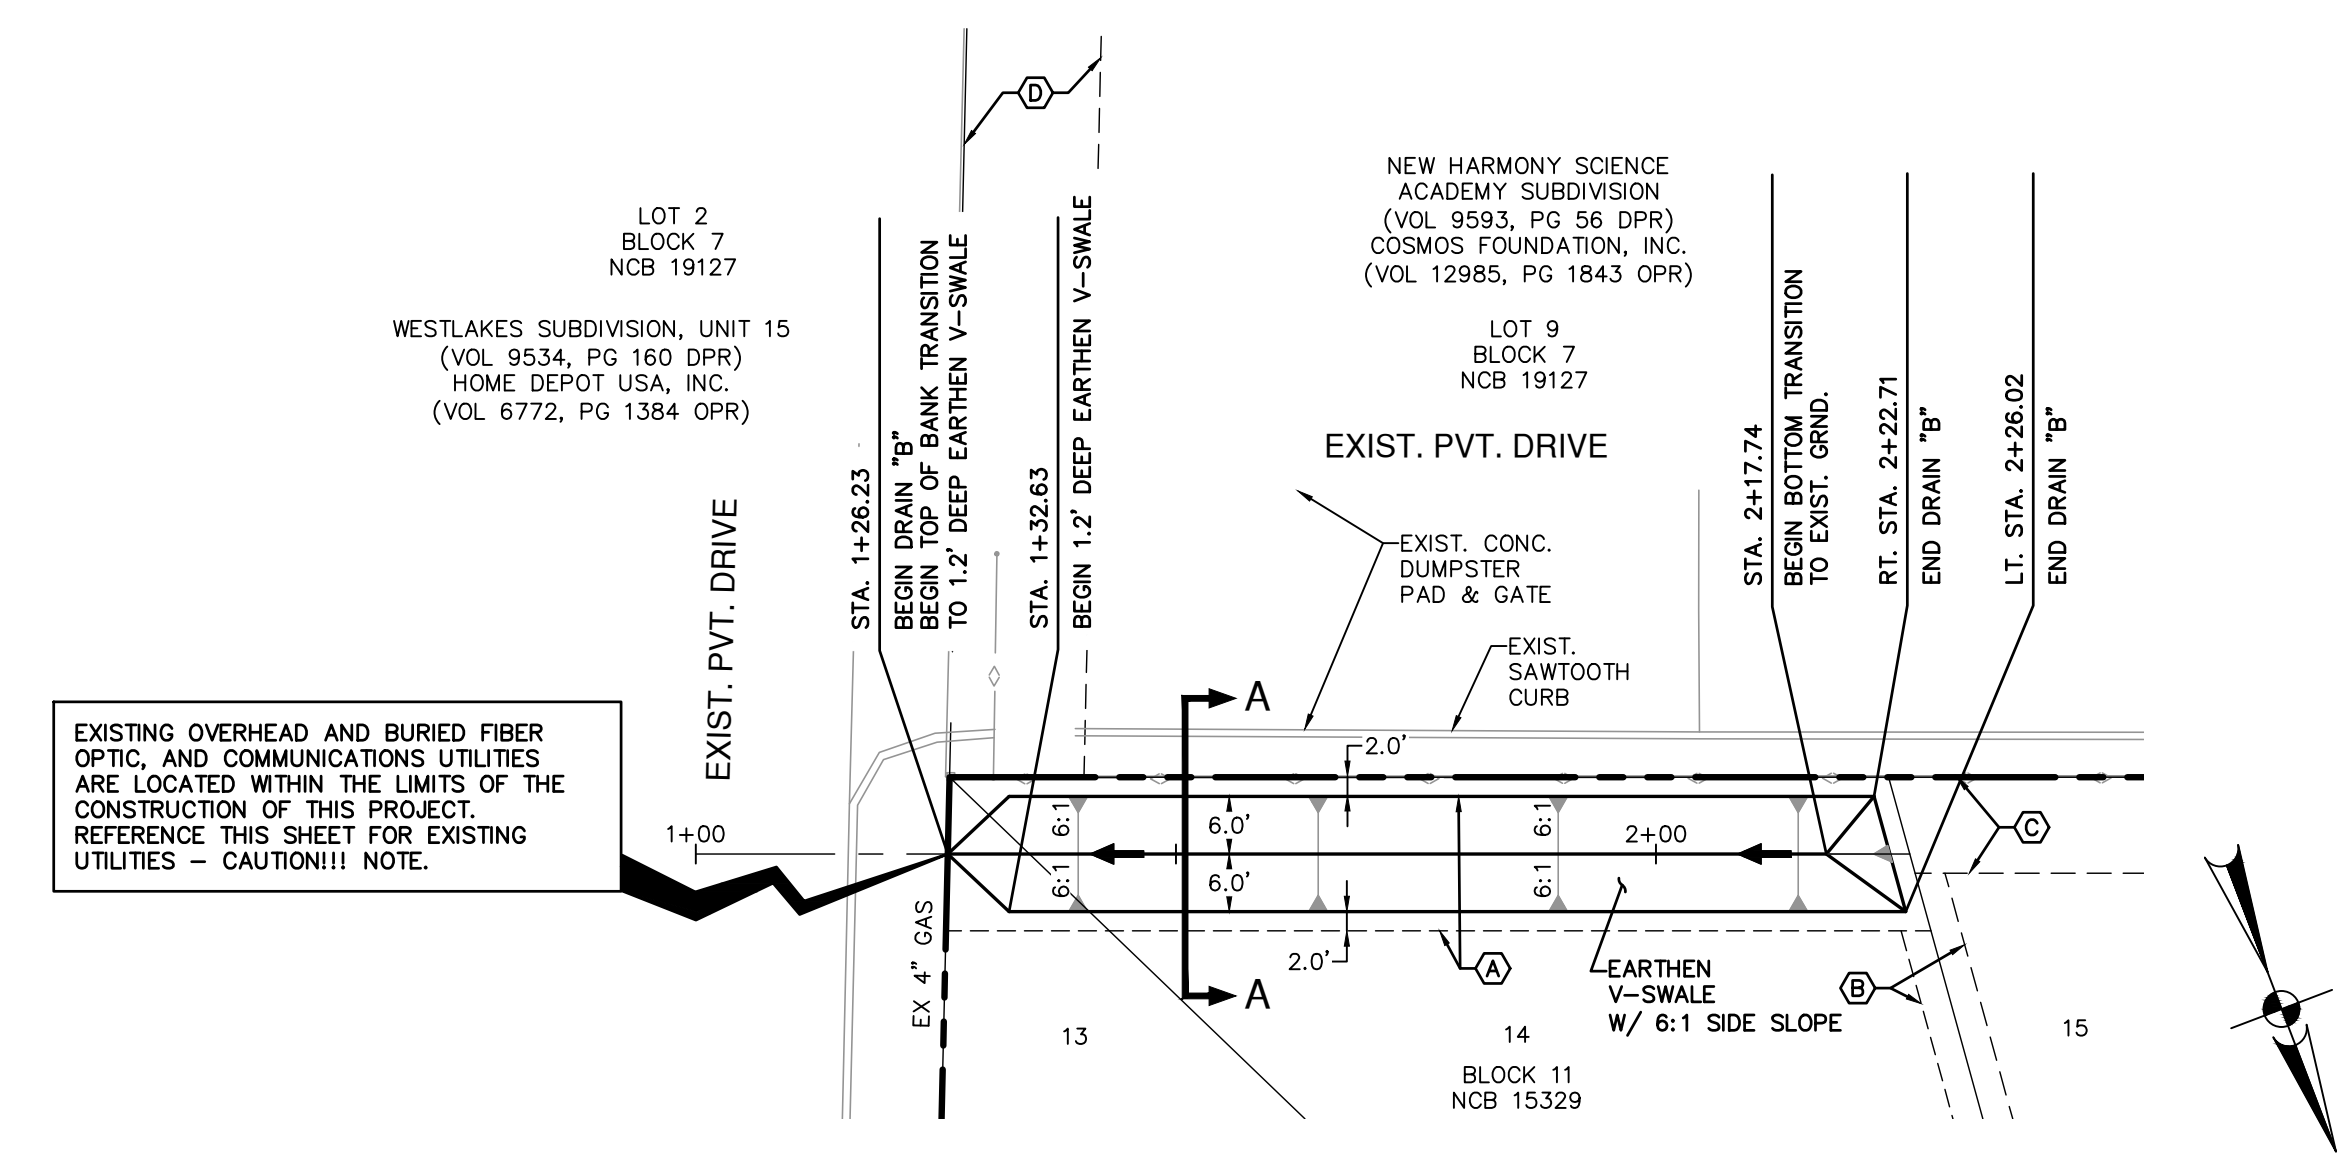 D
LOT 2
BLOCK 7
NCB 19127
WESTLAKES SUBDIVISION, UNIT 15
(VOL 9534, PG 160 DPR)
HOME DEPOT USA, INC.
(VOL 6772, PG 1384 OPR)
EXIST. PVT. DRIVE
STA. 1+26.23
BEGIN DRAIN "B"
BEGIN TOP OF BANK TRANSITION
TO 1.2' DEEP EARTHEN V-SWALE
STA. 1+32.63
BEGIN 1.2' DEEP EARTHEN V-SWALE
NEW HARMONY SCIENCE
ACADEMY SUBDIVISION
(VOL 9593, PG 56 DPR)
COSMOS FOUNDATION, INC.
(VOL 12985, PG 1843 OPR)
LOT 9
BLOCK 7
NCB 19127
EXIST. PVT. DRIVE
EXIST. CONC.
DUMPSTER
PAD & GATE
EXIST.
SAWTOOTH
CURB
STA. 2+17.74
BEGIN BOTTOM TRANSITION
TO EXIST. GRND.
RT. STA. 2+22.71
END DRAIN "B"
LT. STA. 2+26.02
END DRAIN "B"
EXISTING OVERHEAD AND BURIED FIBER
OPTIC, AND COMMUNICATIONS UTILITIES
ARE LOCATED WITHIN THE LIMITS OF THE
CONSTRUCTION OF THIS PROJECT.
REFERENCE THIS SHEET FOR EXISTING
UTILITIES – CAUTION!!! NOTE.
1+00
A
2.0'
6:1
6.0'
6:1
2+00
C
6:1
6.0'
6:1
EX 4" GAS
2.0'
A
A
EARTHEN
V-SWALE
W/ 6:1 SIDE SLOPE
B
13
14
15
BLOCK 11
NCB 15329